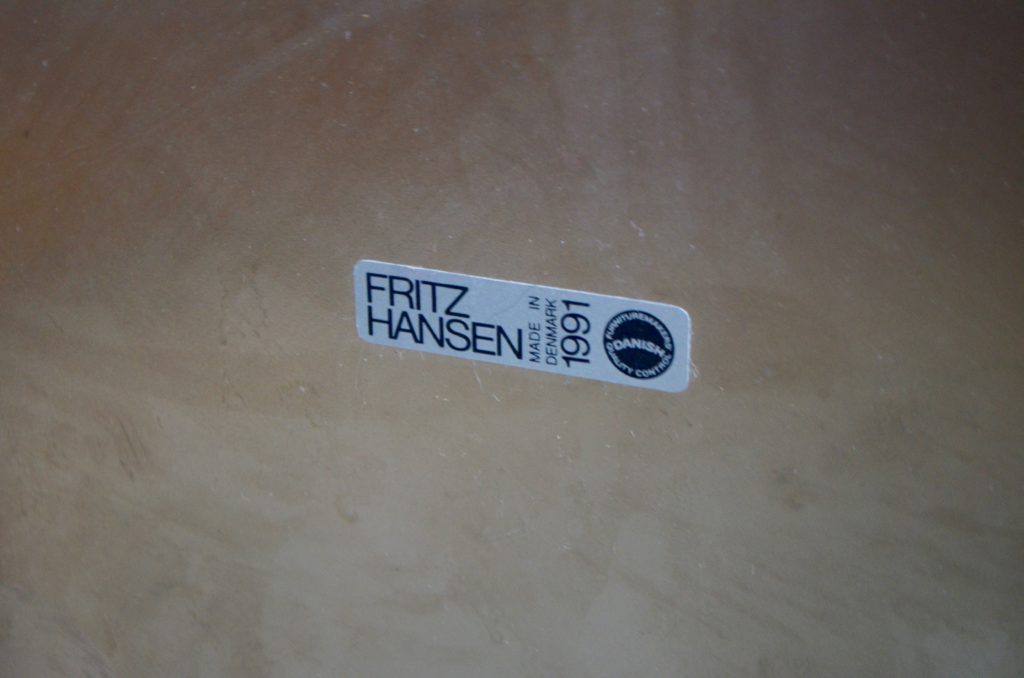 FRITZ
HANSEN
MADE IN
DENMARK
1991
FURNITUREMAKERS
DANISH
QUALITY CONTROL